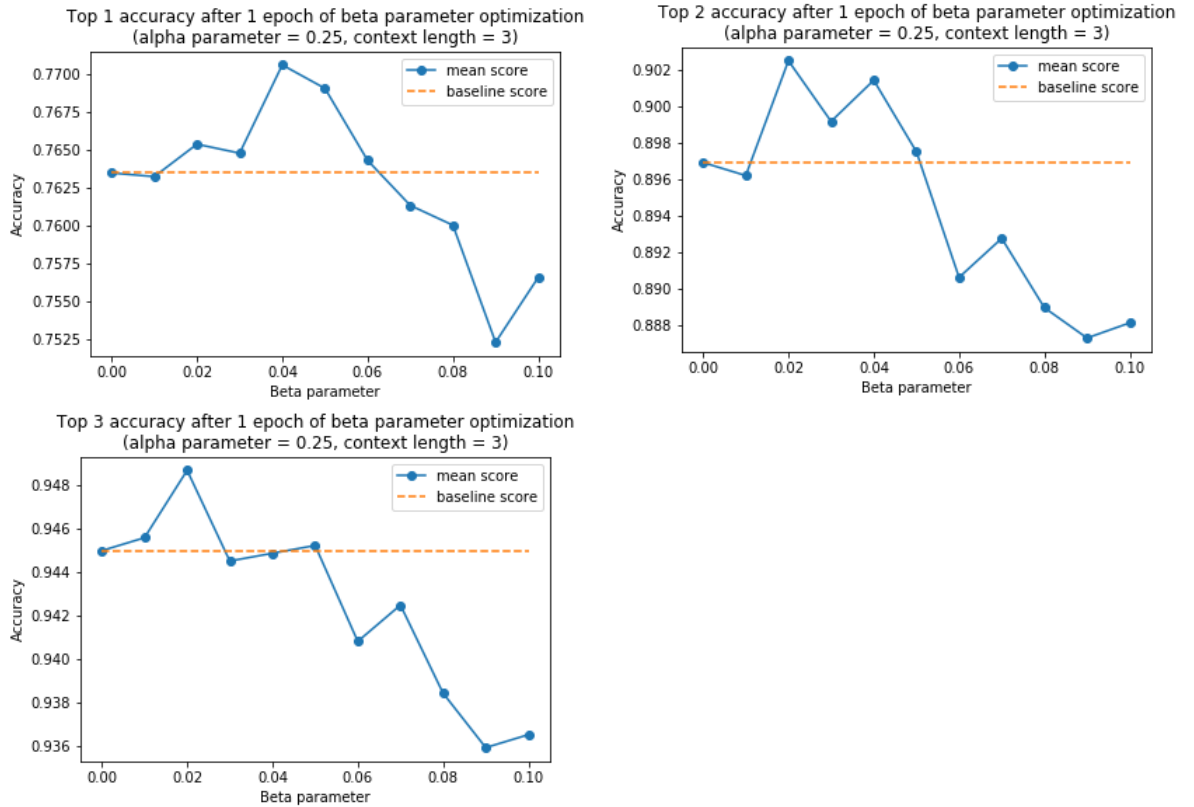 Top 1 accuracy after 1 epoch of beta parameter optimization
(alpha parameter = 0.25, context length = 3)
0.7700
0.7675
0.7650
0.7625
0.7600
0.7575
0.7550
0.7525
Accuracy
mean score
baseline score
0.00 0.02 0.04 0.06 0.08 0.10
Beta parameter
Top 2 accuracy after 1 epoch of beta parameter optimization
(alpha parameter = 0.25, context length = 3)
0.902
0.900
0.898
0.896
0.894
0.892
0.890
0.888
Accuracy
mean score
baseline score
0.00 0.02 0.04 0.06 0.08 0.10
Beta parameter
Top 3 accuracy after 1 epoch of beta parameter optimization
(alpha parameter = 0.25, context length = 3)
0.948
0.946
0.944
0.942
0.940
0.938
0.936
Accuracy
mean score
baseline score
0.00 0.02 0.04 0.06 0.08 0.10
Beta parameter